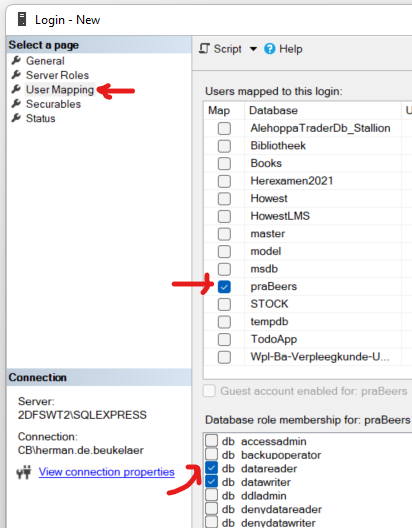 Login - New
Select a page
General
Server Roles
User Mapping
Securables
Status
Script
Help
Users mapped to this login:
Map Database U
AlehoppaTraderDb_Stallion
Bibliotheek
Books
Herexamen2021
Howest
HowestLMS
master
model
msdb
praBeers
STOCK
tempdb
TodoApp
Wpl-Ba-Verpleegkunde-U...
Guest account enabled for: praBeers
Connection
Server:
2DFSWT2\SQLEXPRESS
Connection:
CB\herman.de.beukelaer
View connection properties
Database role membership for: praBeers
db_accessadmin
db_backupoperator
db_datareader
db_datawriter
db_ddladmin
db_denydatareader
db_denydatawriter